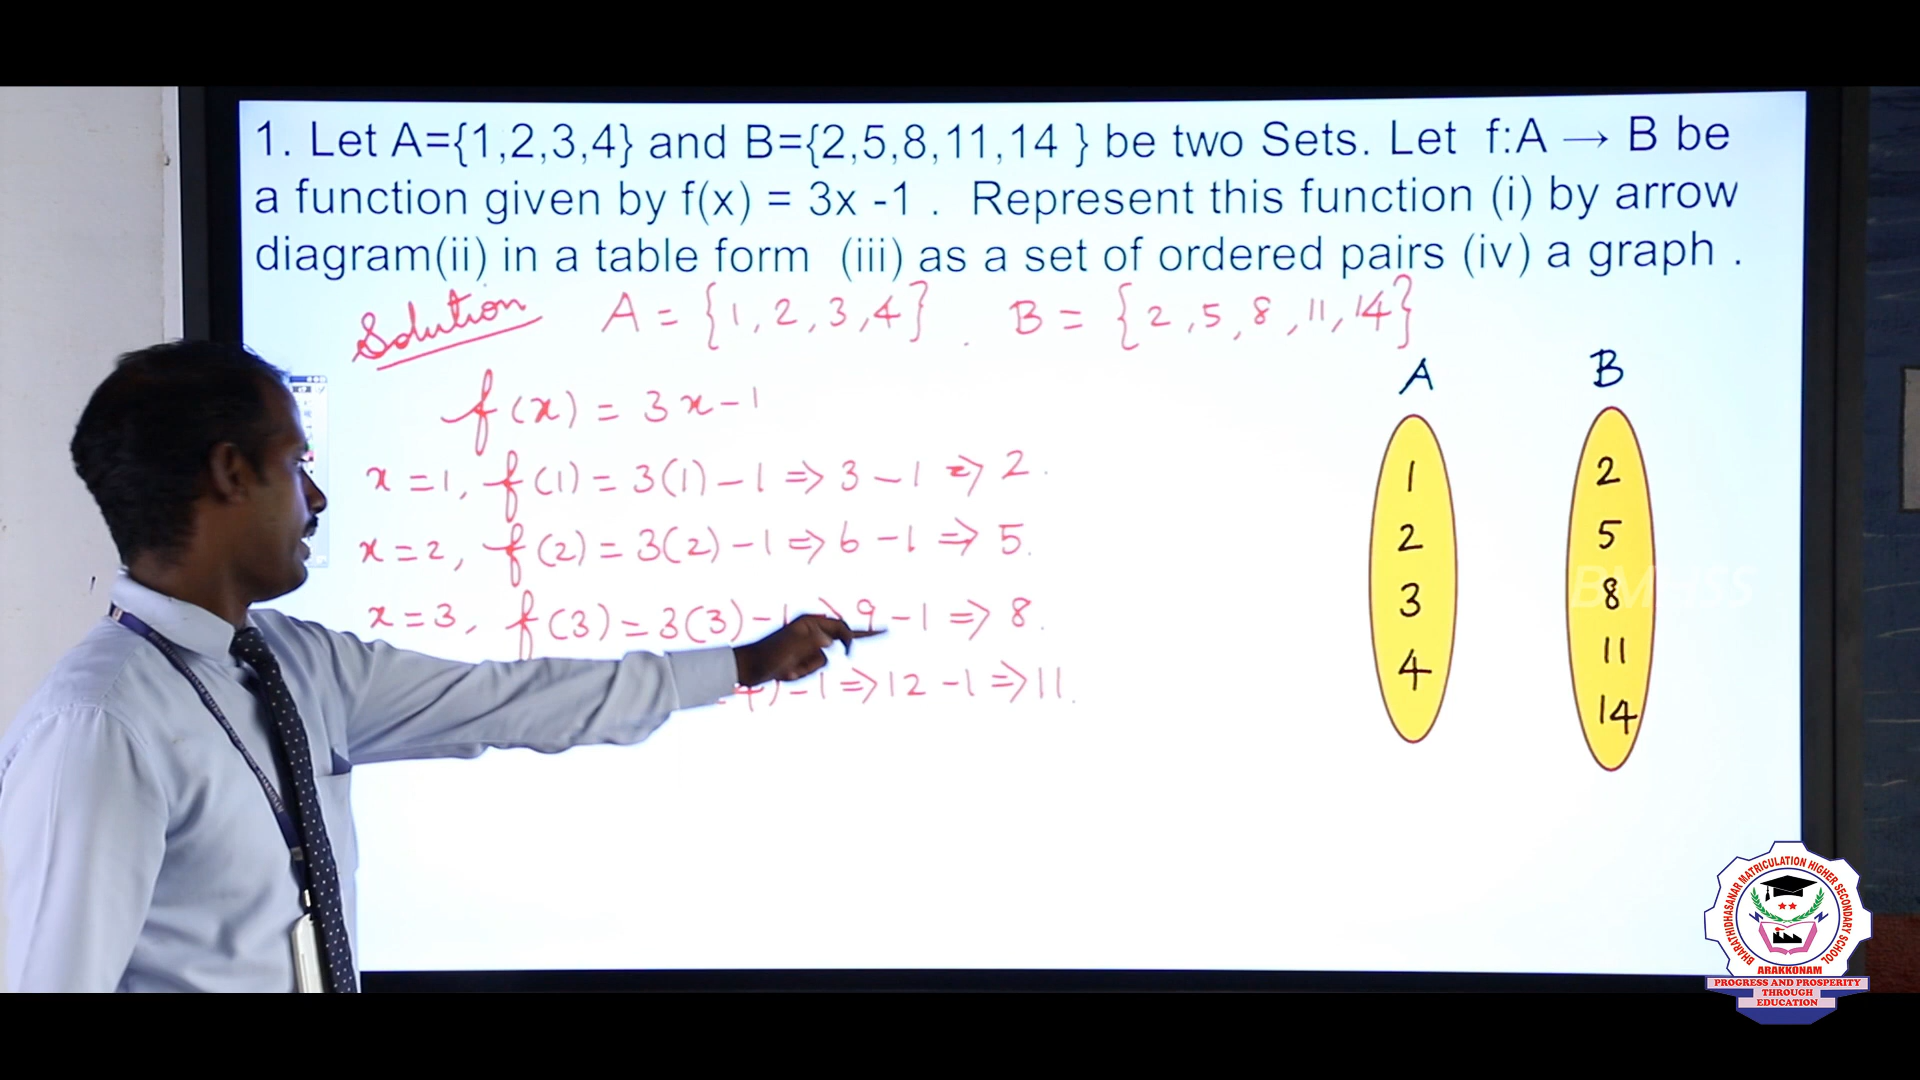 1. Let A={1,2,3,4} and B={2,5,8,11,14 } be two Sets. Let f:A → B be
a function given by f(x) = 3x -1 . Represent this function (i) by arrow
diagram(ii) in a table form (iii) as a set of ordered pairs (iv) a graph .
Solution A = {1, 2, 3, 4} . B = {2, 5, 8, 11, 14}
f(x) = 3x - 1
x = 1, f(1) = 3(1) - 1 ⇒ 3 - 1 ⇒ 2.
x = 2, f(2) = 3(2) - 1 ⇒ 6 - 1 ⇒ 5.
x = 3, f(3) = 3(3) - 1 ⇒ 9 - 1 ⇒ 8.
4) - 1 ⇒ 12 - 1 ⇒ 11.
A
1
2
3
4
B
2
5
8
11
14
BMHSS
BHARATHIDHASANAR MATRICULATION HIGHER SECONDARY SCHOOL
ARAKKONAM
PROGRESS AND PROSPERITY
THROUGH
EDUCATION